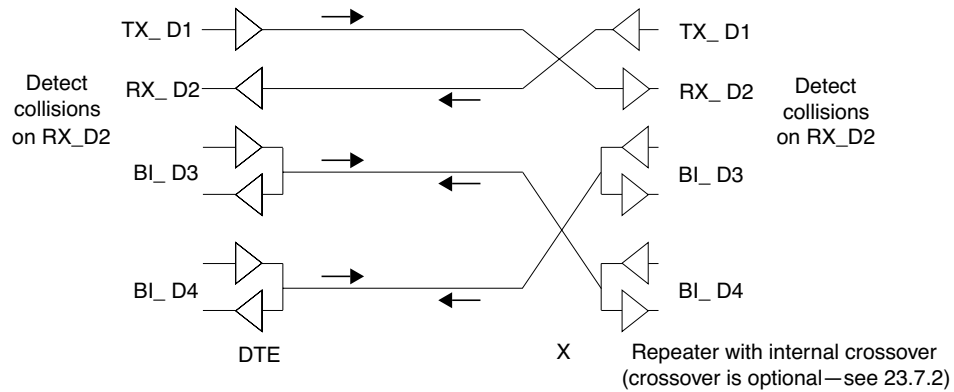 TX_ D1
TX_ D1
Detect
collisions
on RX_D2
RX_ D2
RX_ D2
Detect
collisions
on RX_D2
BI_ D3
BI_ D3
BI_ D4
BI_ D4
DTE
X
Repeater with internal crossover
(crossover is optional—see 23.7.2)